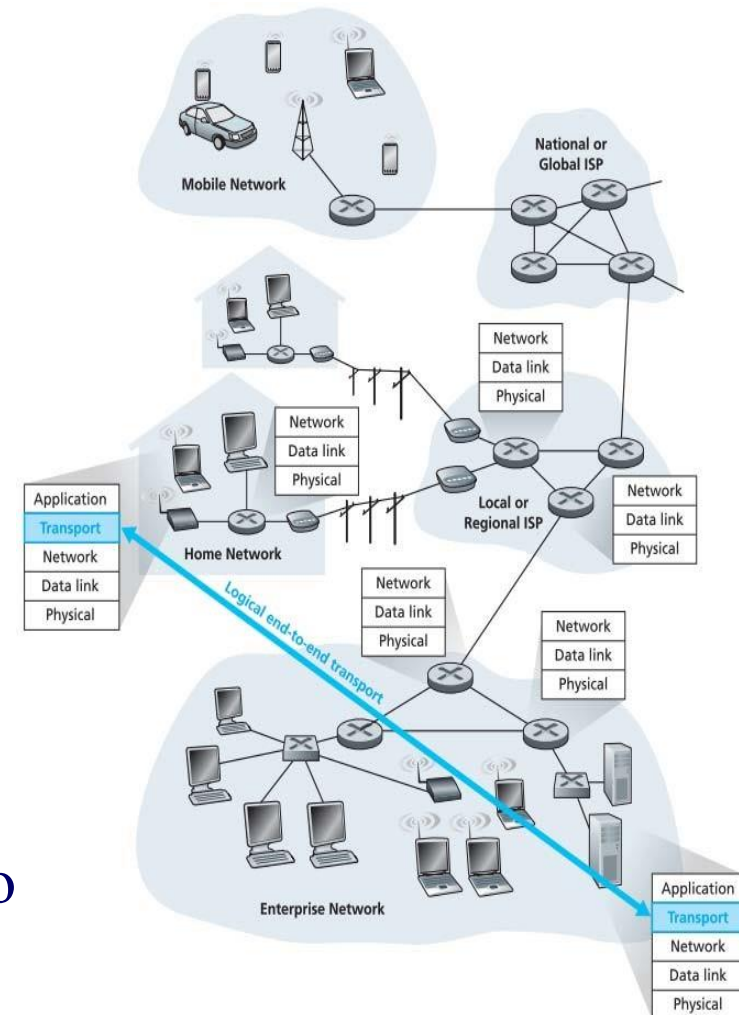 National or
Global ISP
Mobile Network
Network
Data link
Physical
Network
Data link
Physical
Local or
Regional ISP
Network
Data link
Physical
Application
Transport
Network
Data link
Physical
Home Network
Logical end-to-end transport
Network
Data link
Physical
Network
Data link
Physical
Enterprise Network
Application
Transport
Network
Data link
Physical